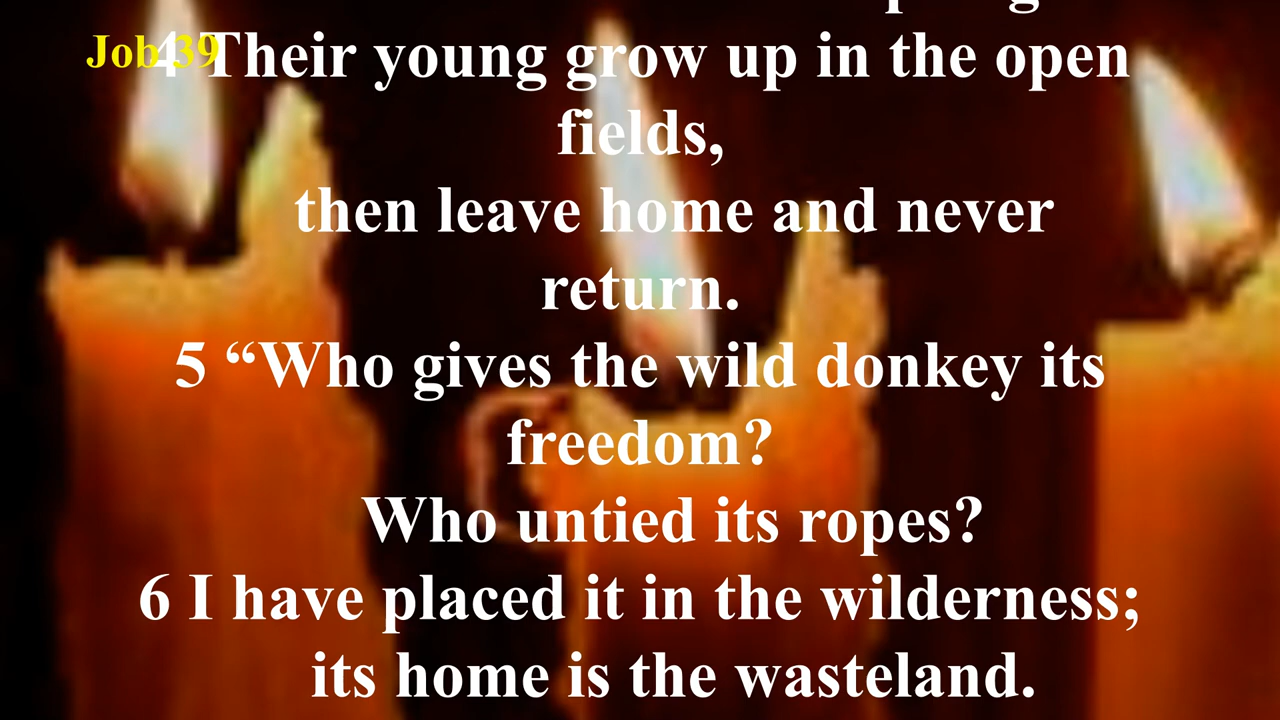 Job 39
4 Their young grow up in the open
fields,
then leave home and never
return.
5 “Who gives the wild donkey its
freedom?
Who untied its ropes?
6 I have placed it in the wilderness;
its home is the wasteland.